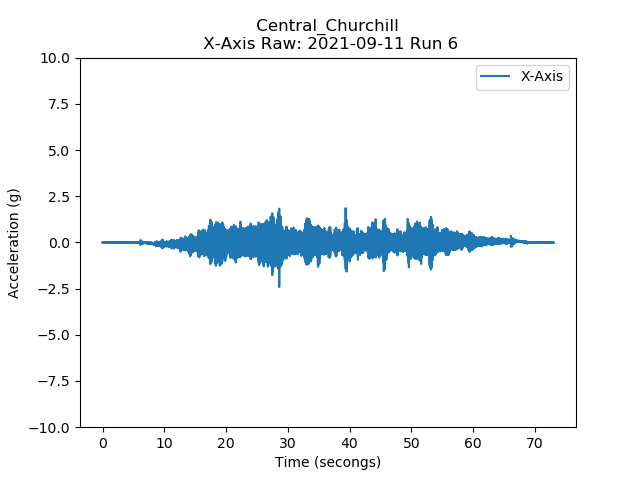 Central_Churchill
X-Axis Raw: 2021-09-11 Run 6
X-Axis
10.0
7.5
5.0
2.5
0.0
−2.5
−5.0
−7.5
−10.0
Acceleration (g)
0 10 20 30 40 50 60 70
Time (seconds)